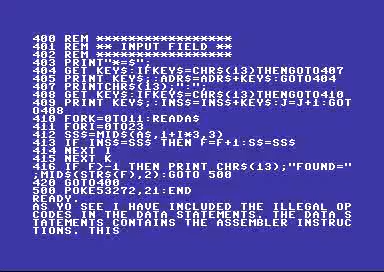 400 REM *****************
401 REM ** INPUT FIELD **
402 REM *****************
403 PRINT"*=$";
404 GET KEY$:IFKEY$=CHR$(13)THENGOTO407
405 PRINT KEY$;:ADR$=ADR$+KEY$:GOTO404
407 PRINTCHR$(13);":";
408 GET KEY$:IFKEY$=CHR$(13)THENGOTO410
409 PRINT KEY$;:INS$=INS$+KEY$:J=J+1:GOT
O408
410 FORK=0TO11:READA$
411 FORI=0TO23
412 SS$=MID$(A$,1+I*3,3)
413 IF INS$=SS$ THEN F=F+1:S$=SS$
414 NEXT I
415 NEXT K
416 IF F>-1 THEN PRINT CHR$(13);"FOUND="
;MID$(STR$(F),2):GOTO 500
420 GOTO400
500 POKE53272,21:END
READY.
AS YO SEE I HAVE INCLUDED THE ILLEGAL OP
CODES IN THE DATA STATEMENTS. THE DATA S
TATEMENTS CONTAINS THE ASSEMBLER INSTRUC
TIONS. THIS